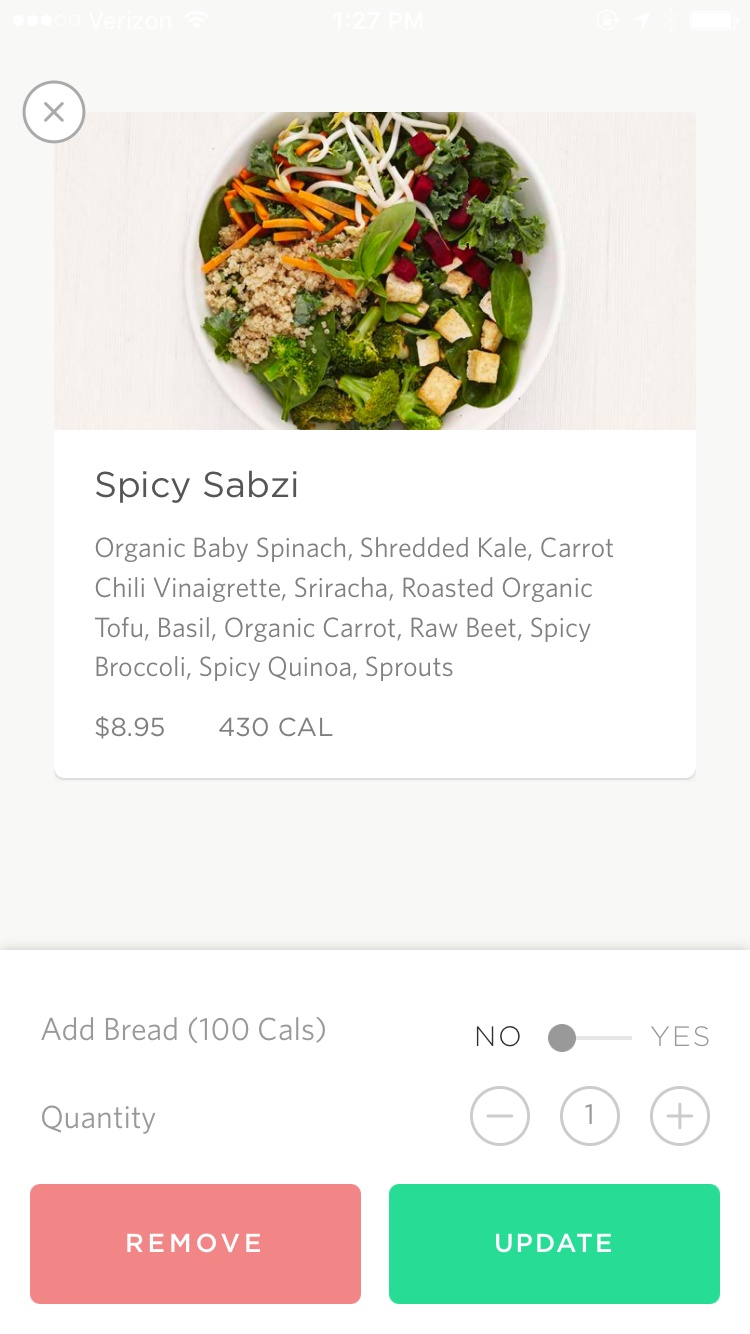 Verizon 1:27 PM
Spicy Sabzi
Organic Baby Spinach, Shredded Kale, Carrot
Chili Vinaigrette, Sriracha, Roasted Organic
Tofu, Basil, Organic Carrot, Raw Beet, Spicy
Broccoli, Spicy Quinoa, Sprouts
$8.95 430 CAL
Add Bread (100 Cals) NO YES
Quantity 1
REMOVE UPDATE